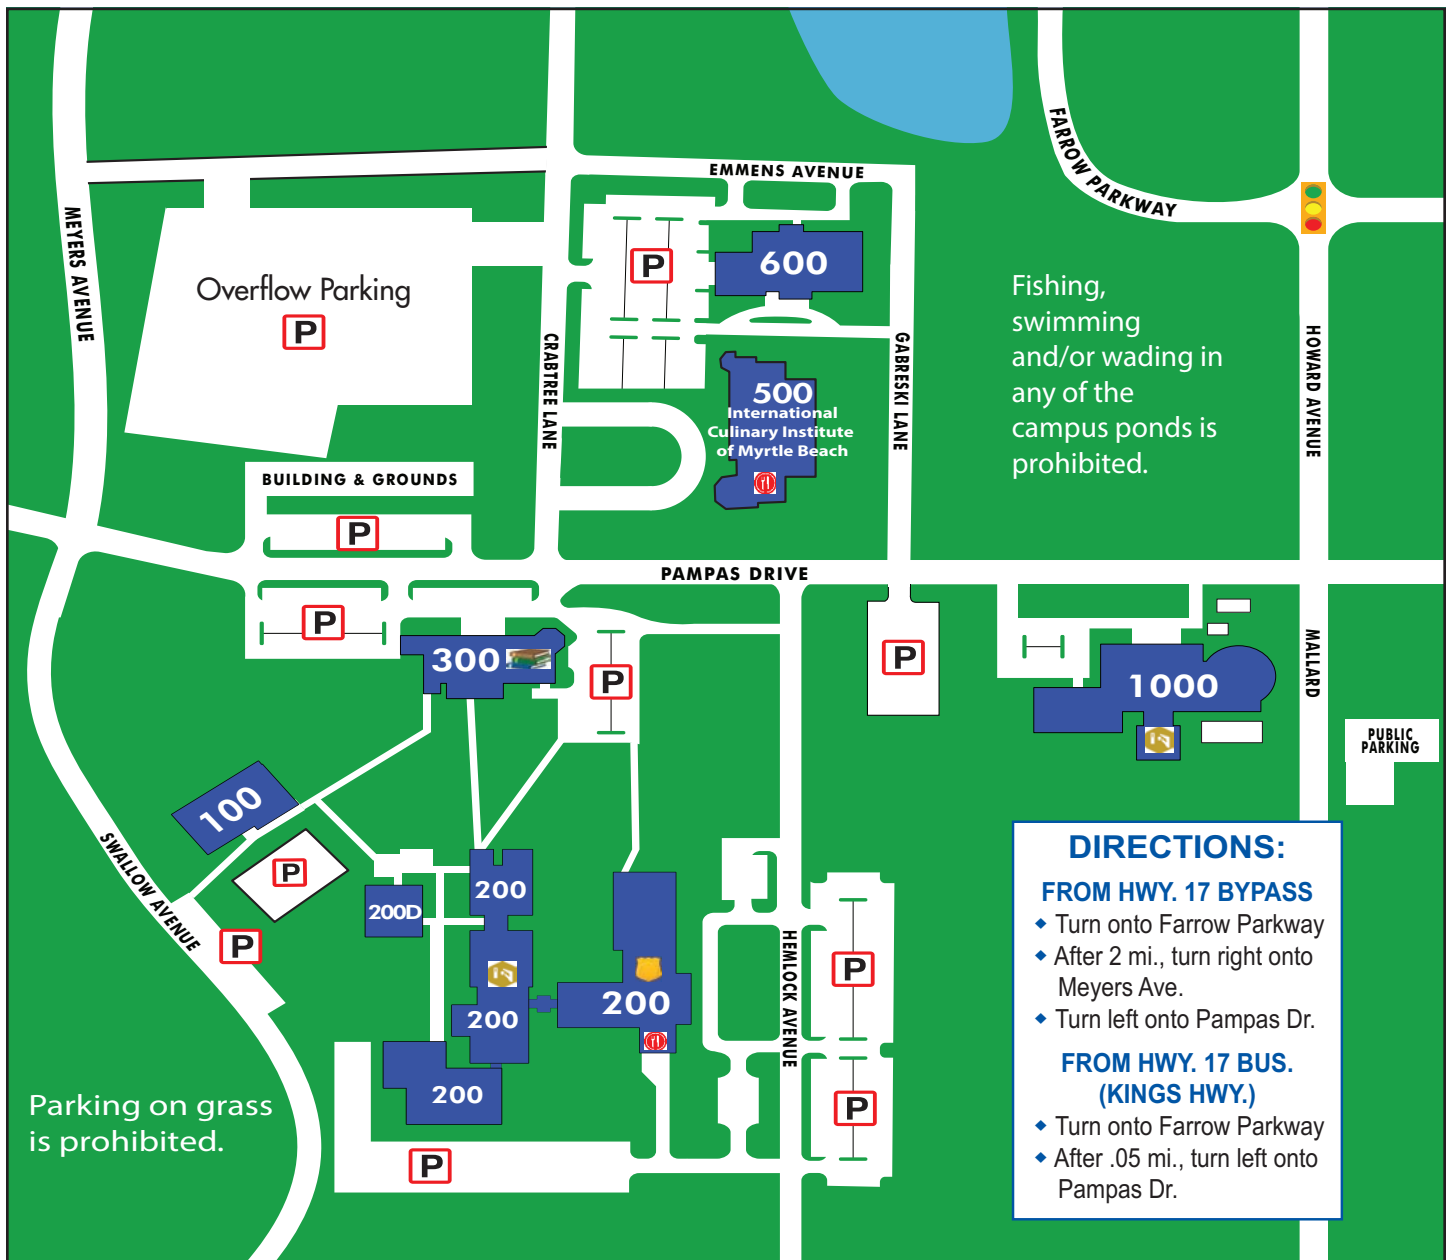 EMMENS AVENUE
FARROW PARKWAY
MEYERS AVENUE
Overflow Parking
P
P
600
CRABTREE LANE
GABRESKI LANE
HOWARD AVENUE
Fishing,
swimming
and/or wading in
any of the
campus ponds is
prohibited.
500
International
Culinary Institute
of Myrtle Beach
BUILDING & GROUNDS
P
PAMPAS DRIVE
P
300
P
P
1000
MALLARD
PUBLIC
PARKING
100
P
SWALLOW AVENUE
P
200D
200
200
200
200
HEMLOCK AVENUE
P
P
P
Parking on grass
is prohibited.
DIRECTIONS:
FROM HWY. 17 BYPASS
◆ Turn onto Farrow Parkway
◆ After 2 mi., turn right onto
Meyers Ave.
◆ Turn left onto Pampas Dr.
FROM HWY. 17 BUS.
(KINGS HWY.)
◆ Turn onto Farrow Parkway
◆ After .05 mi., turn left onto
Pampas Dr.